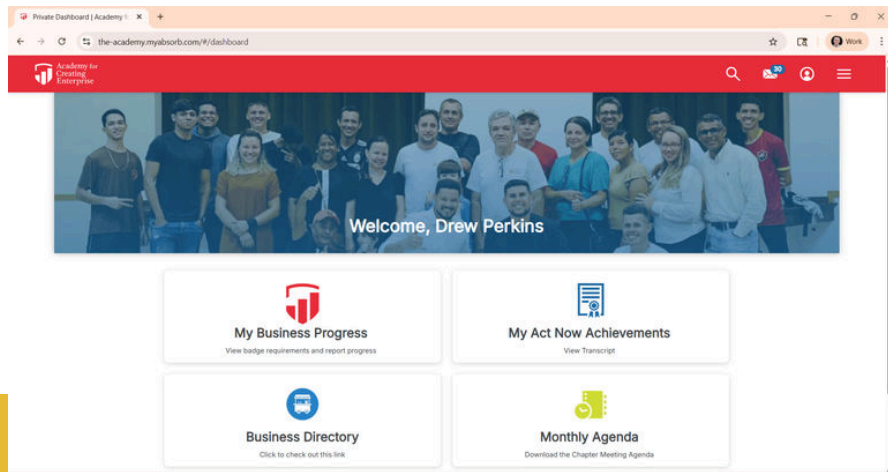 Private Dashboard | Academy
the-academy.myabsorb.com/#/dashboard
Work
Academy for
Creating
Enterprise
30
Welcome, Drew Perkins
My Business Progress
View badge requirements and report progress
My Act Now Achievements
View Transcript
Business Directory
Click to check out this link
Monthly Agenda
Download the Chapter Meeting Agenda